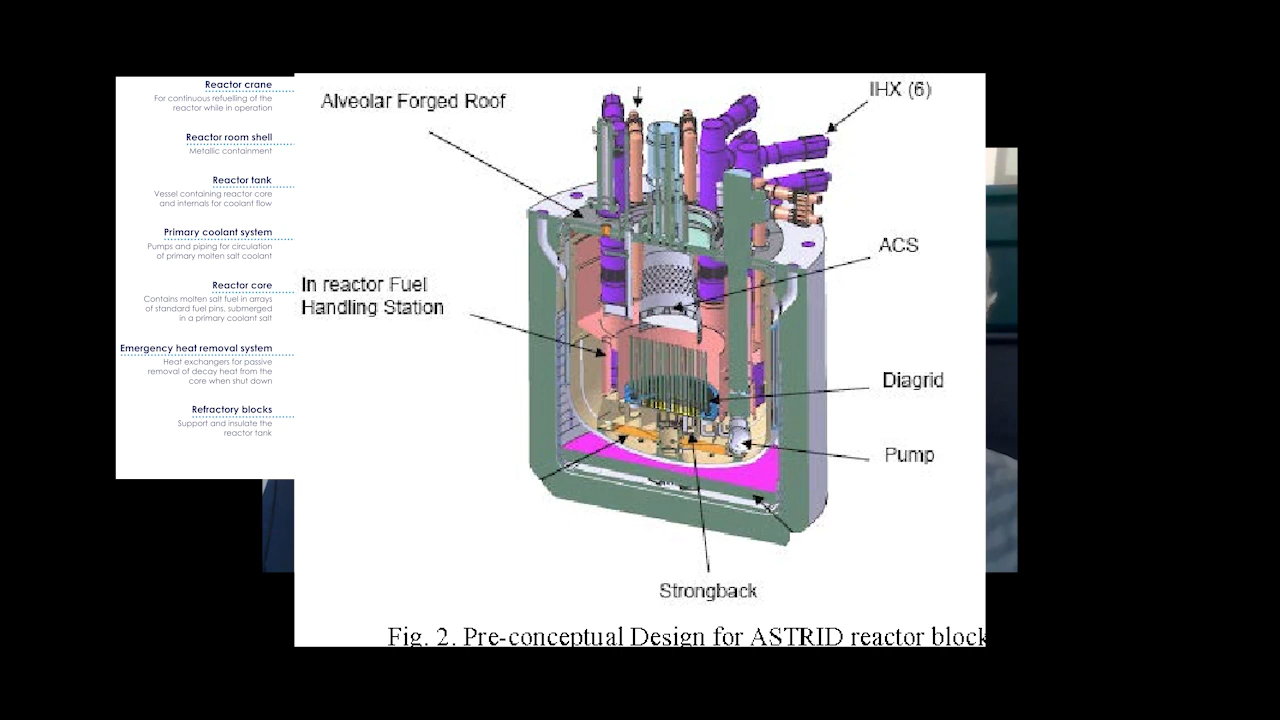 Reactor crane
For continuous refuelling of the
reactor while in operation
Reactor room shell
Metallic containment
Reactor tank
Vessel containing reactor core
and internals for coolant flow
Primary coolant system
Pumps and piping for circulation
of primary molten salt coolant
Reactor core
Contains molten salt fuel in arrays
of standard fuel pins, submerged
in a primary coolant salt
Emergency heat removal system
Heat exchangers for passive
removal of decay heat from the
core when shut down
Refractory blocks
Support and insulate the
reactor tank
Alveolar Forged Roof
IHX (6)
ACS
In reactor Fuel
Handling Station
Diagrid
Pump
Strongback
Fig. 2. Pre-conceptual Design for ASTRID reactor block